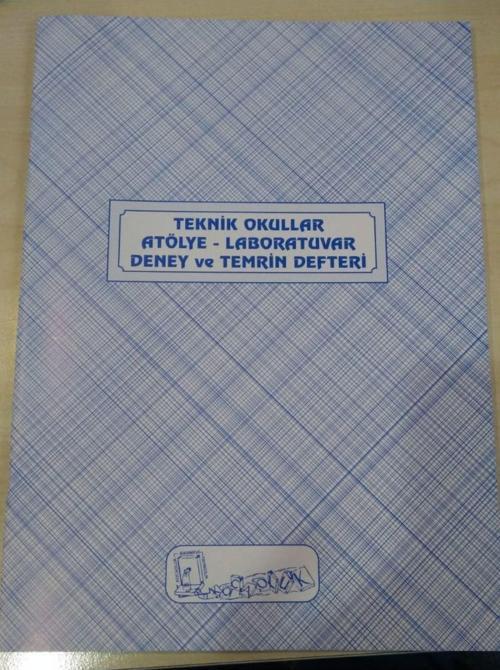 TEKNİK OKULLAR
ATÖLYE - LABORATUVAR
DENEY ve TEMRİN DEFTERİ